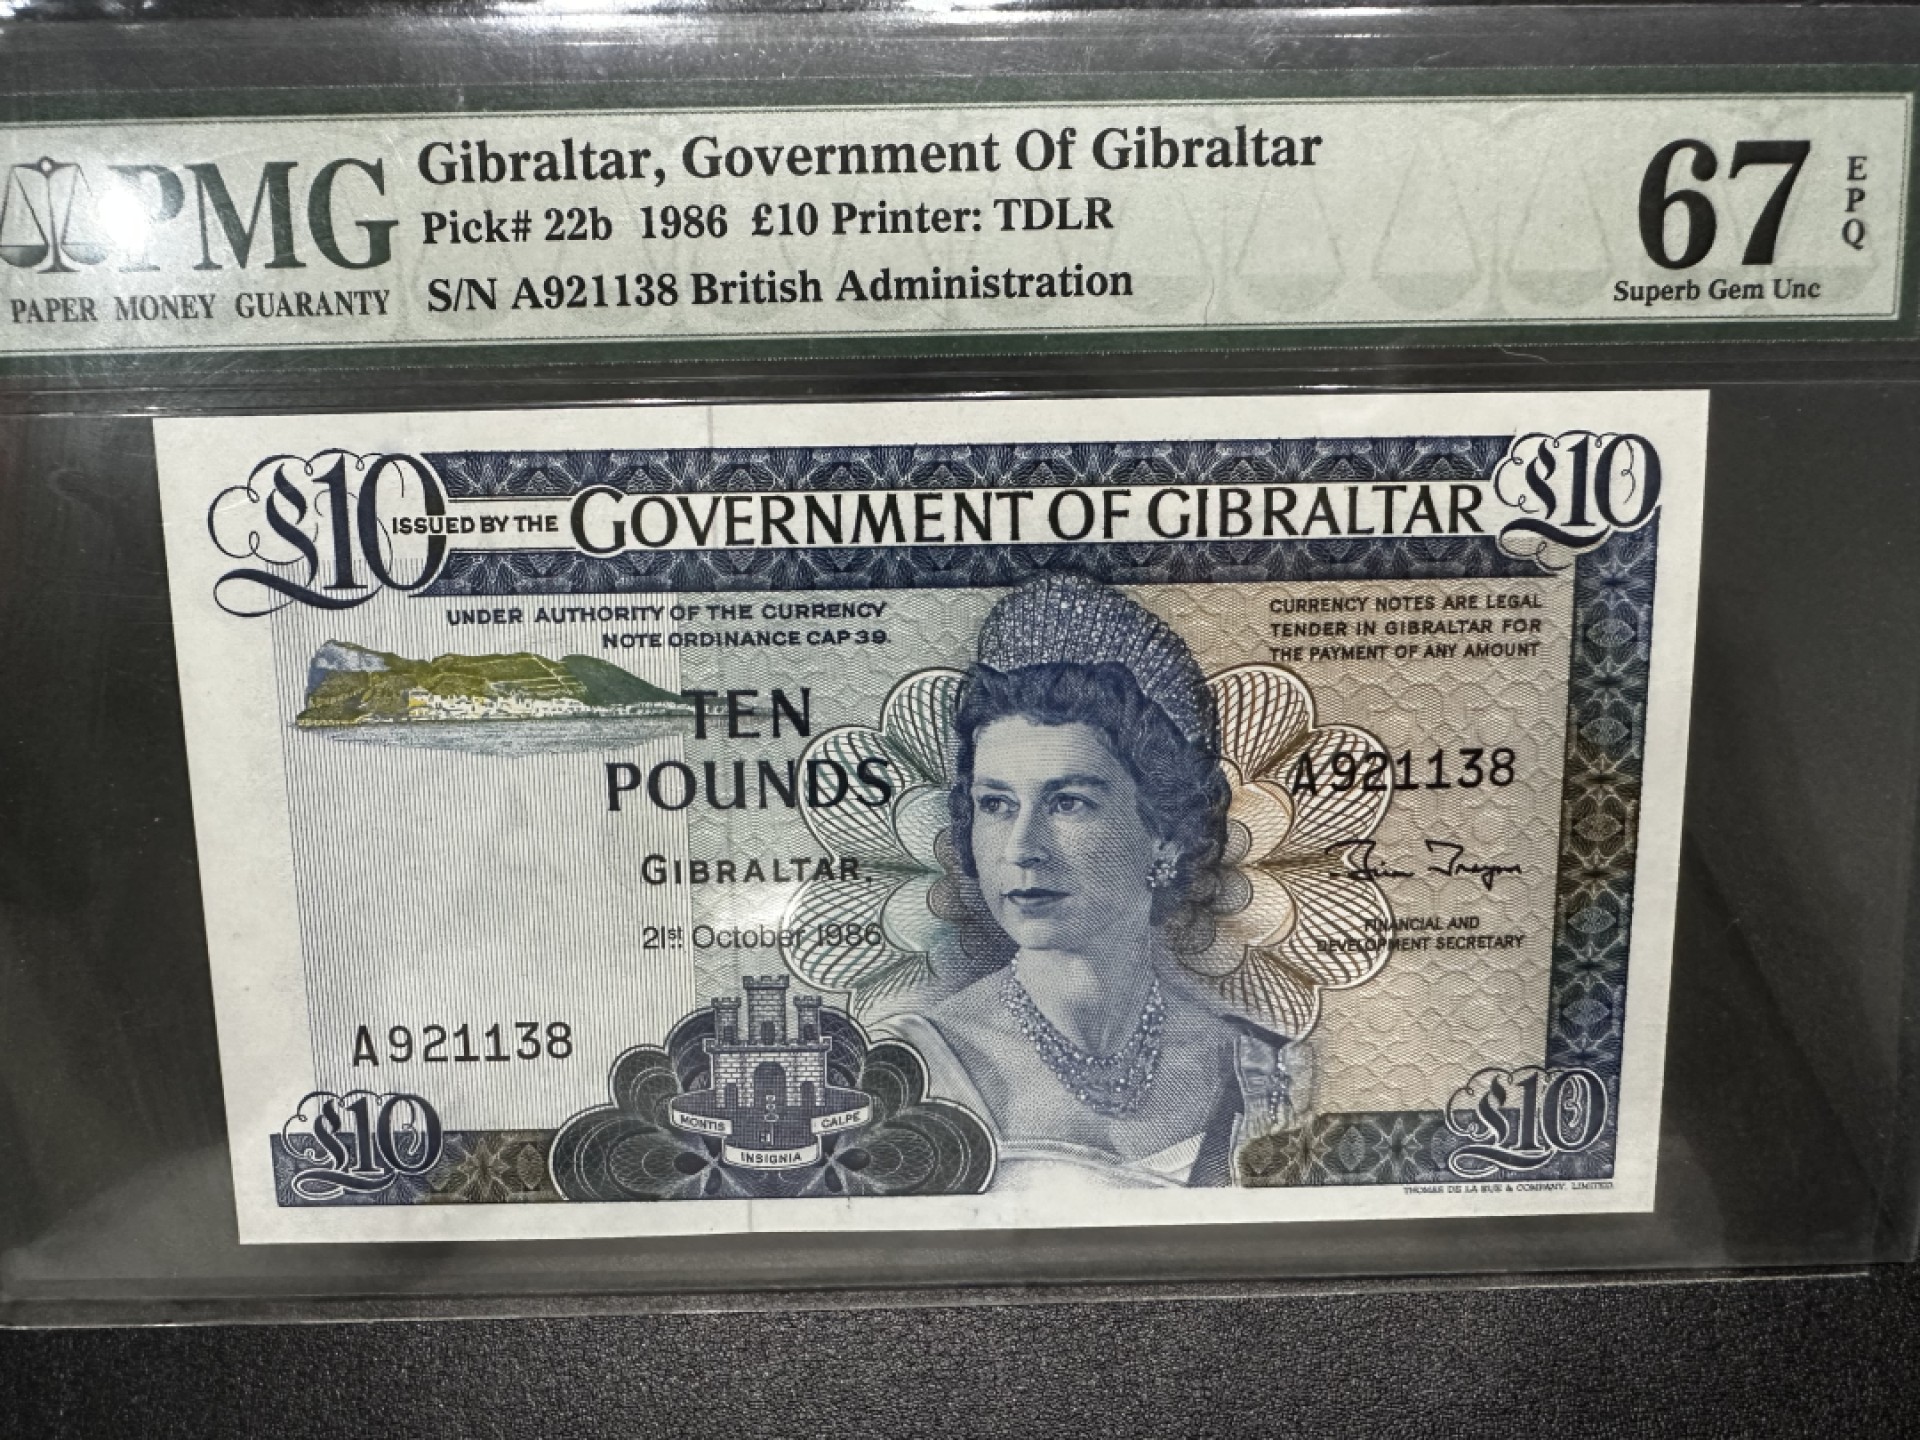 PMG
PAPER MONEY GUARANTY
Gibraltar, Government Of Gibraltar
Pick# 22b 1986 £10 Printer: TDLR
S/N A921138 British Administration
67
EPQ
Superb Gem Unc
£10
ISSUED BY THE GOVERNMENT OF GIBRALTAR
£10
UNDER AUTHORITY OF THE CURRENCY
NOTE ORDINANCE CAP 39.
CURRENCY NOTES ARE LEGAL
TENDER IN GIBRALTAR FOR
THE PAYMENT OF ANY AMOUNT
TEN
POUNDS
A921138
GIBRALTAR,
21st October 1986
FINANCIAL AND
DEVELOPMENT SECRETARY
A921138
MONTIS
INSIGNIA
CALPE
£10
£10
THOMAS DE LA RUE & COMPANY, LIMITED.